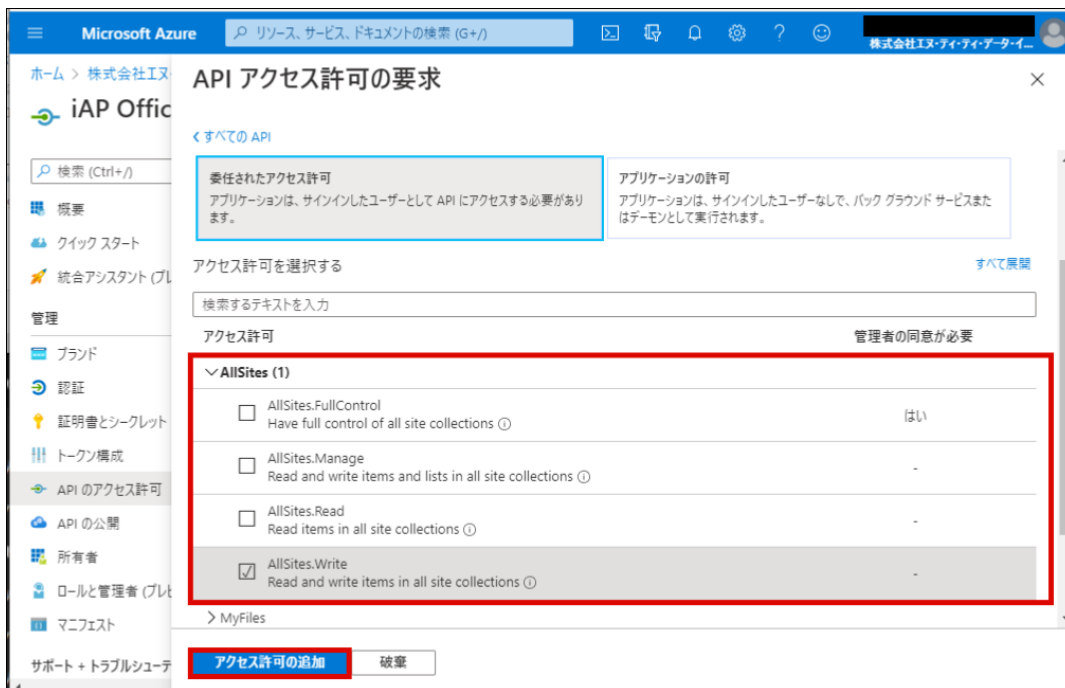 Microsoft Azure
リソース、サービス、ドキュメントの検索 (G+/)
株式会社エヌ・ティ・ティ・データ・イ...
ホーム > 株式会社エヌ
iAP Offic
検索 (Ctrl+/)
概要
クイック スタート
統合アシスタント (プレ
管理
ブランド
認証
証明書とシークレット
トークン構成
API のアクセス許可
API の公開
所有者
ロールと管理者 (プレビ
マニフェスト
サポート + トラブルシューテ
API アクセス許可の要求
すべての API
委任されたアクセス許可
アプリケーションは、サインインしたユーザーとして API にアクセスする必要があり
ます。
アプリケーションの許可
アプリケーションは、サインインしたユーザーなしで、バック グラウンド サービスまた
はデーモンとして実行されます。
アクセス許可を選択する
すべて展開
検索するテキストを入力
アクセス許可
管理者の同意が必要
AllSites (1)
AllSites.FullControl
Have full control of all site collections
はい
AllSites.Manage
Read and write items and lists in all site collections
-
AllSites.Read
Read items in all site collections
-
AllSites.Write
Read and write items in all site collections
-
> MyFiles
アクセス許可の追加
破棄